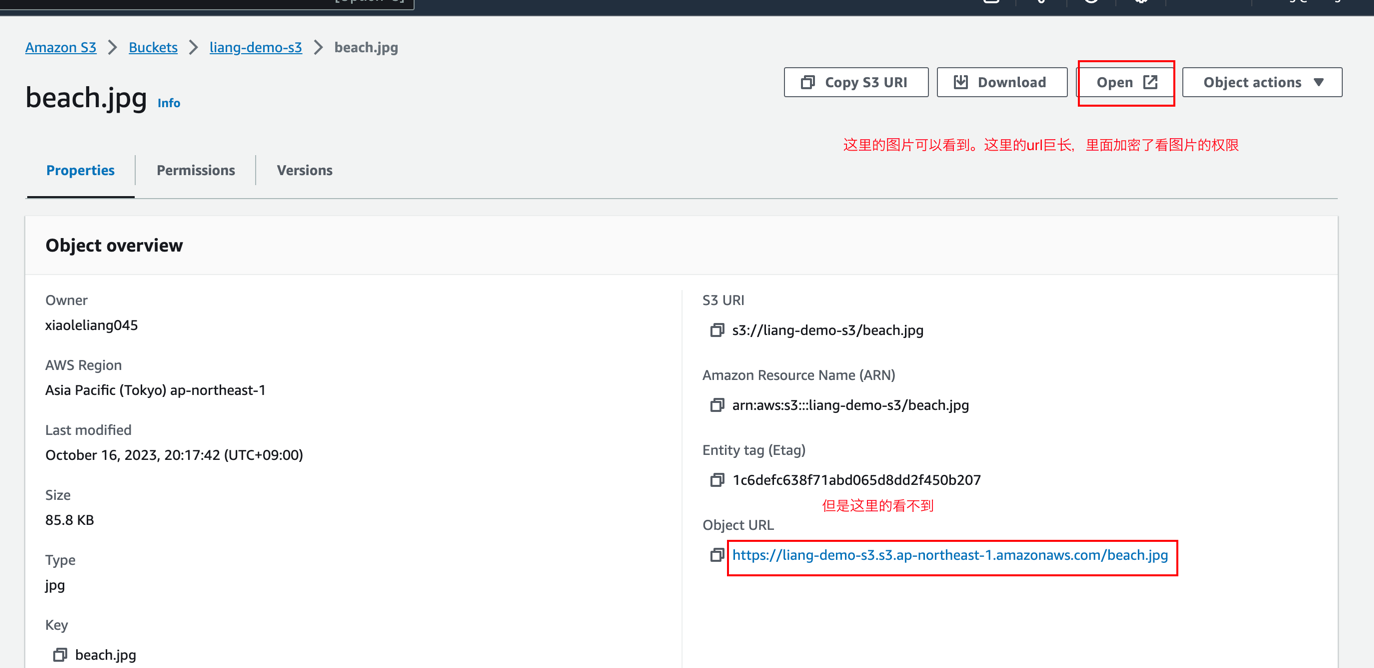 Amazon S3 > Buckets > liang-demo-s3 > beach.jpg
beach.jpg Info
Copy S3 URI Download Open Object actions
这里的图片可以看到。这里的url巨长,里面加密了看图片的权限
Properties Permissions Versions
Object overview
Owner
xiaoleliang045
AWS Region
Asia Pacific (Tokyo) ap-northeast-1
Last modified
October 16, 2023, 20:17:42 (UTC+09:00)
Size
85.8 KB
Type
jpg
Key
beach.jpg
S3 URI
s3://liang-demo-s3/beach.jpg
Amazon Resource Name (ARN)
arn:aws:s3:::liang-demo-s3/beach.jpg
Entity tag (Etag)
1c6defc638f71abd065d8dd2f450b207
但是这里的看不到
Object URL
https://liang-demo-s3.s3.ap-northeast-1.amazonaws.com/beach.jpg